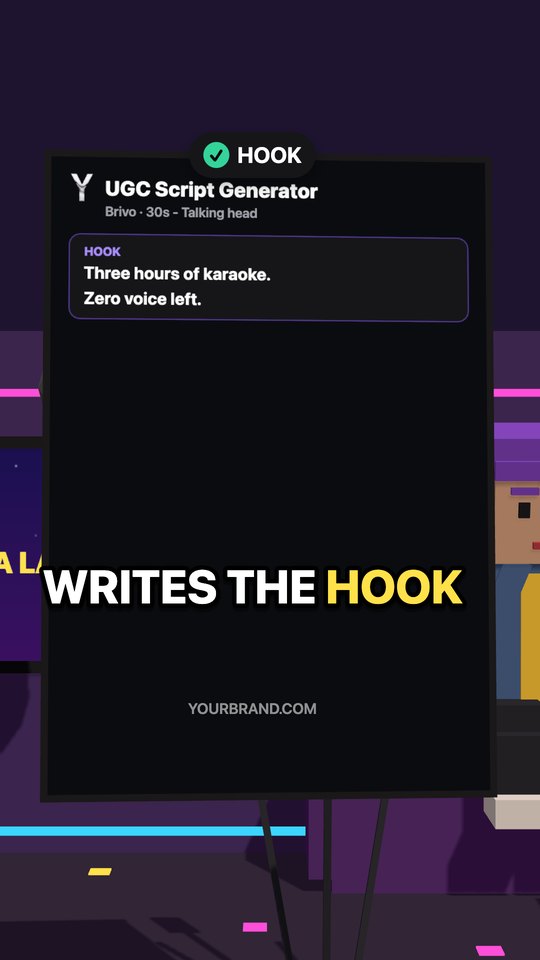 HOOK
UGC Script Generator
Brivo · 30s - Talking head
HOOK
Three hours of karaoke.
Zero voice left.
A LA
WRITES THE HOOK
YOURBRAND.COM